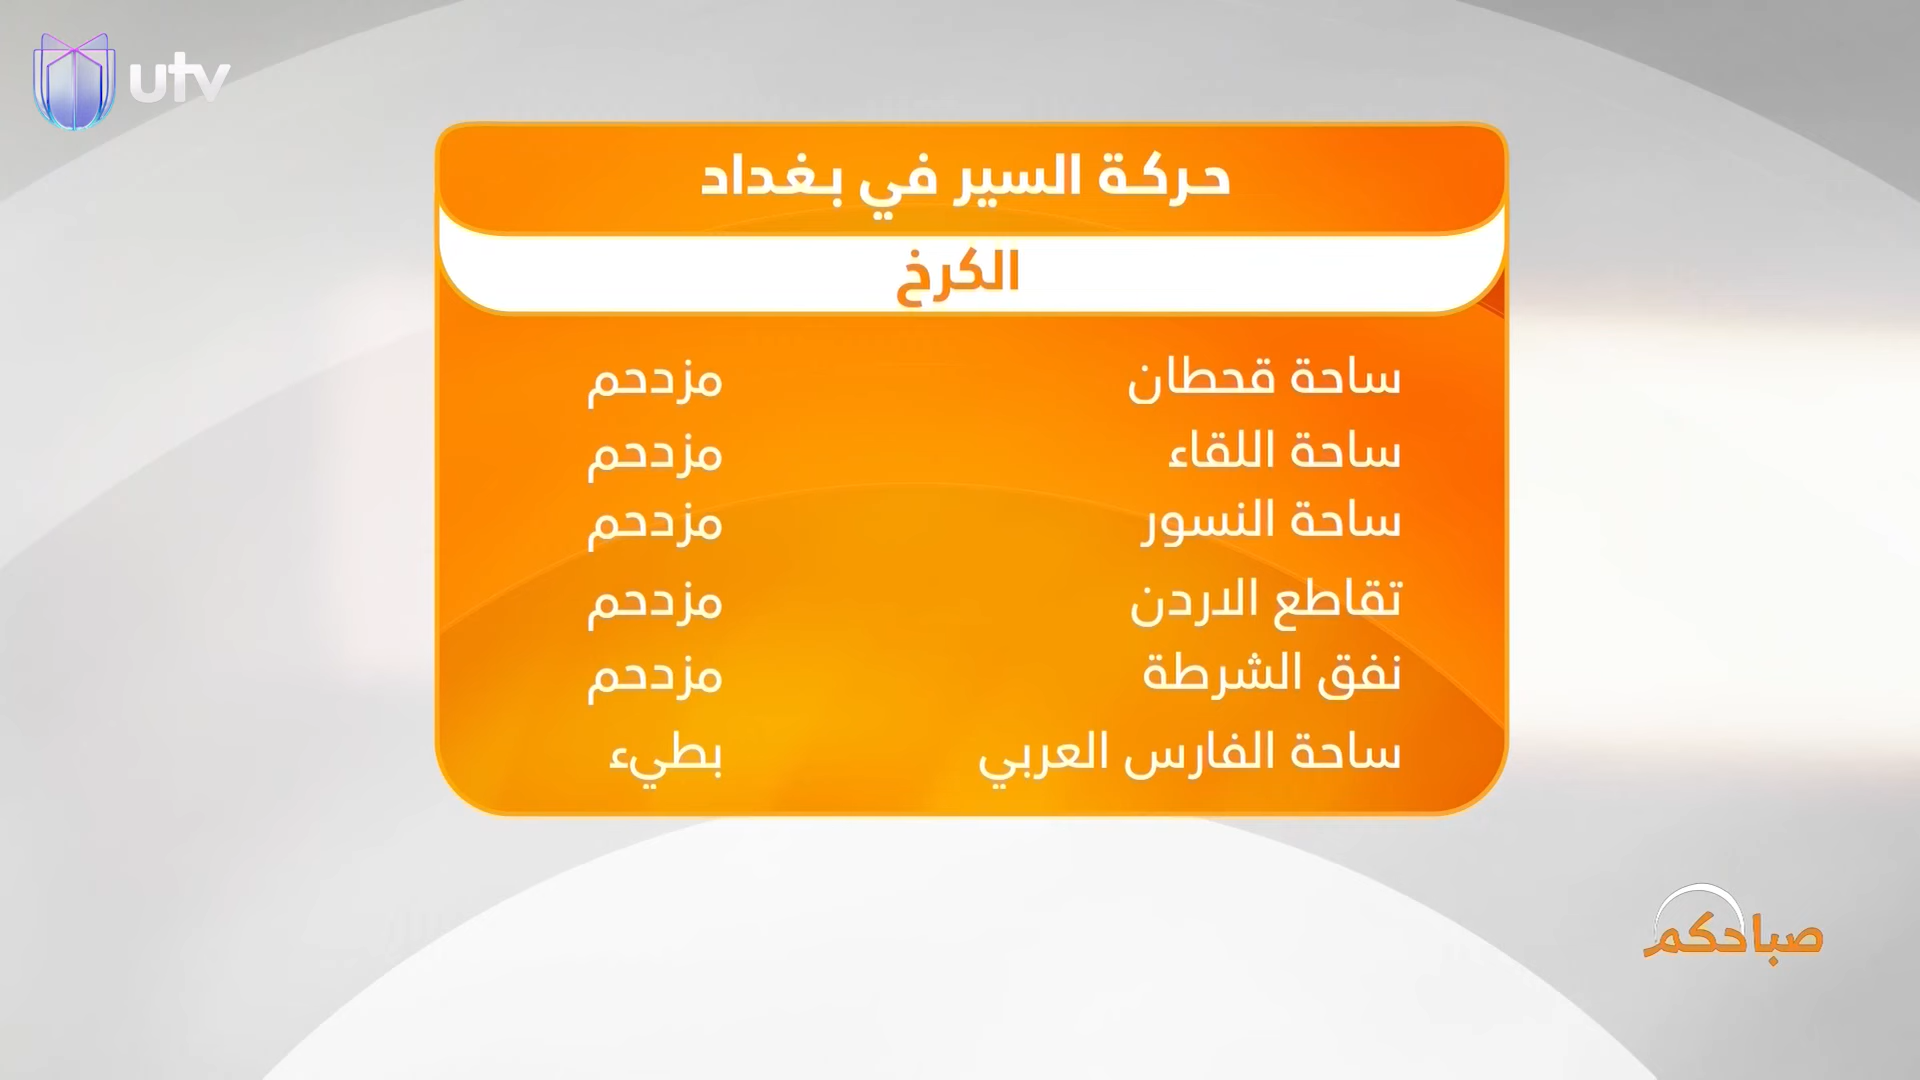 utv
حركة السير في بغداد
الكرخ
ساحة قحطان مزدحم
ساحة اللقاء مزدحم
ساحة النسور مزدحم
تقاطع الاردن مزدحم
نفق الشرطة مزدحم
ساحة الفارس العربي بطيء
صباحكم